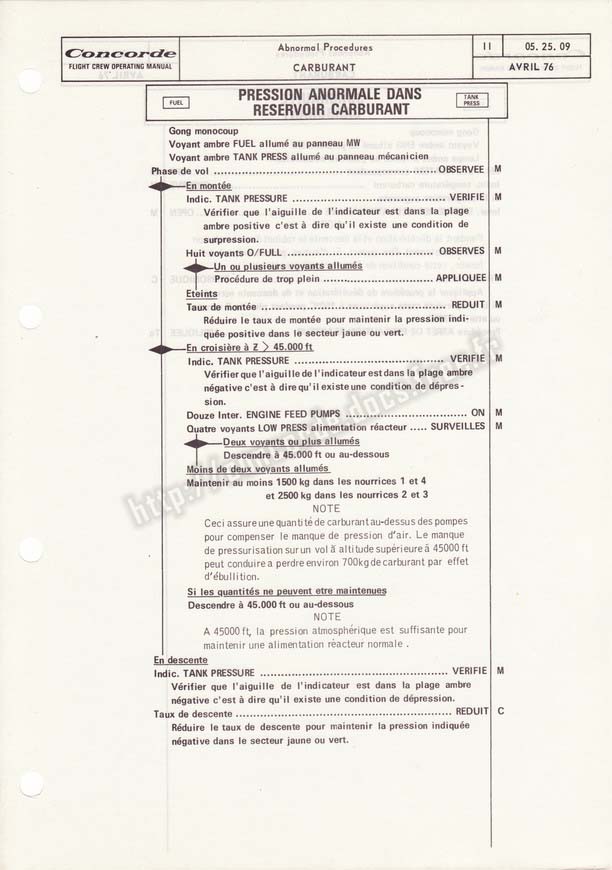 Concorde
FLIGHT CREW OPERATING MANUAL
Abnormal Procedures
CARBURANT
11
05. 25. 09
AVRIL 76
FUEL
PRESSION ANORMALE DANS
RESERVOIR CARBURANT
TANK
PRESS
Gong monocoup
Voyant ambre FUEL allumé au panneau MW
Voyant ambre TANK PRESS allumé au panneau mécanicien
Phase de vol ........................ OBSERVEE M
En montée
Indic. TANK PRESSURE ........................ VERIFIE M
Vérifier que l'aiguille de l'indicateur est dans la plage
ambre positive c'est à dire qu'il existe une condition de
surpression.
Huit voyants O/FULL ........................ OBSERVES M
Un ou plusieurs voyants allumés
Procédure de trop plein ........................ APPLIQUEE M
Eteints
Taux de montée ........................ REDUIT M
Réduire le taux de montée pour maintenir la pression indi-
quée positive dans le secteur jaune ou vert.
En croisière à Z > 45.000 ft
Indic. TANK PRESSURE ........................ VERIFIE M
Vérifier que l'aiguille de l'indicateur est dans la plage ambre
négative c'est à dire qu'il existe une condition de dépres-
sion.
Douze Inter. ENGINE FEED PUMPS ........................ ON M
Quatre voyants LOW PRESS alimentation réacteur ..... SURVEILLES M
Deux voyants ou plus allumés
Descendre à 45.000 ft ou au-dessous
Moins de deux voyants allumés
Maintenir au moins 1500 kg dans les nourrices 1 et 4
et 2500 kg dans les nourrices 2 et 3
NOTE
Ceci assure une quantité de carburant au-dessus des pompes
pour compenser le manque de pression d'air. Le manque
de pressurisation sur un vol à altitude supérieure à 45000 ft
peut conduire a perdre environ 700kg de carburant par effet
d'ébullition.
Si les quantités ne peuvent etre maintenues
Descendre à 45.000 ft ou au-dessous
NOTE
A 45000 ft, la pression atmosphérique est suffisante pour
maintenir une alimentation réacteur normale .
En descente
Indic. TANK PRESSURE ........................ VERIFIE M
Vérifier que l'aiguille de l'indicateur est dans la plage ambre
négative c'est à dire qu'il existe une condition de dépression.
Taux de descente ........................ REDUIT C
Réduire le taux de descente pour maintenir la pression indiquée
négative dans le secteur jaune ou vert.